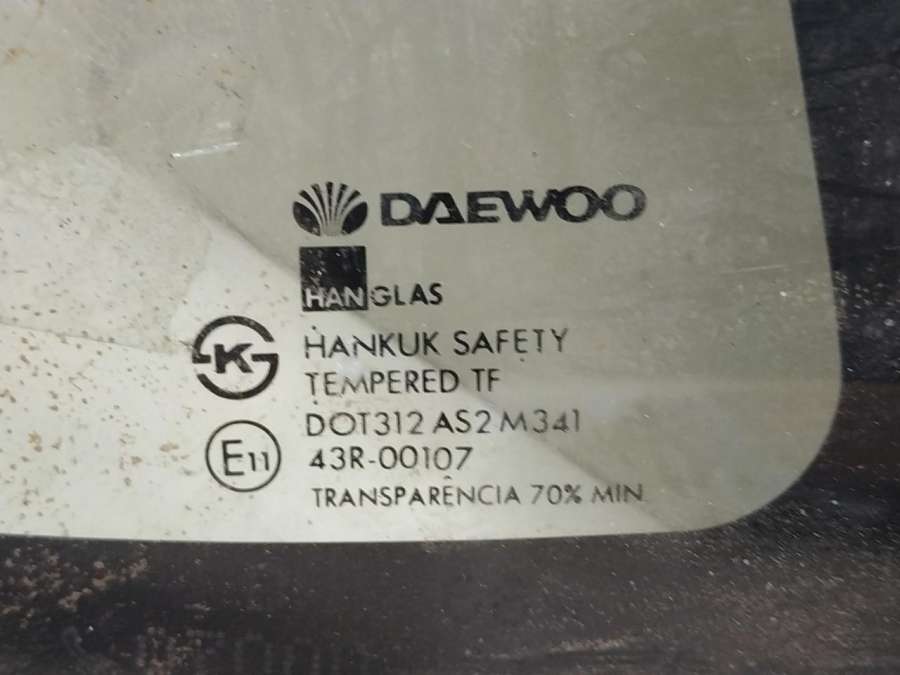 DAEWOO
HANGLAS
K
HANKUK SAFETY
TEMPERED TF
DOT312 AS2 M341
E11
43R-00107
TRANSPARÊNCIA 70% MIN